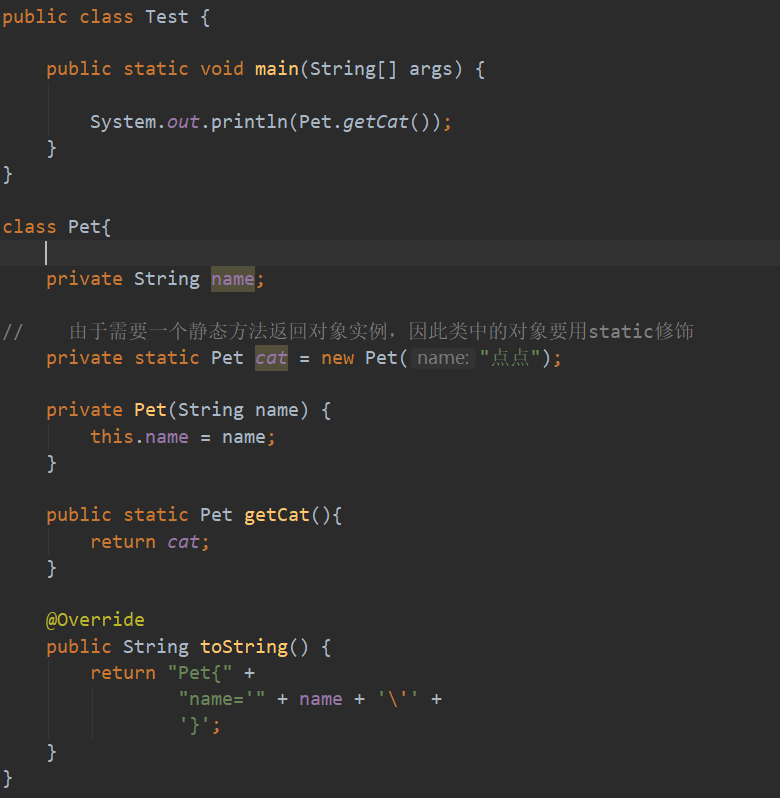 public class Test {
public static void main(String[] args) {
System.out.println(Pet.getCat());
}
}
class Pet{
private String name;
// 由于需要一个静态方法返回对象实例，因此类中的对象要用static修饰
private static Pet cat = new Pet( name: "点点");
private Pet(String name) {
this.name = name;
}
public static Pet getCat(){
return cat;
}
@Override
public String toString() {
return "Pet{" +
"name='" + name + '\'' +
'}';
}
}